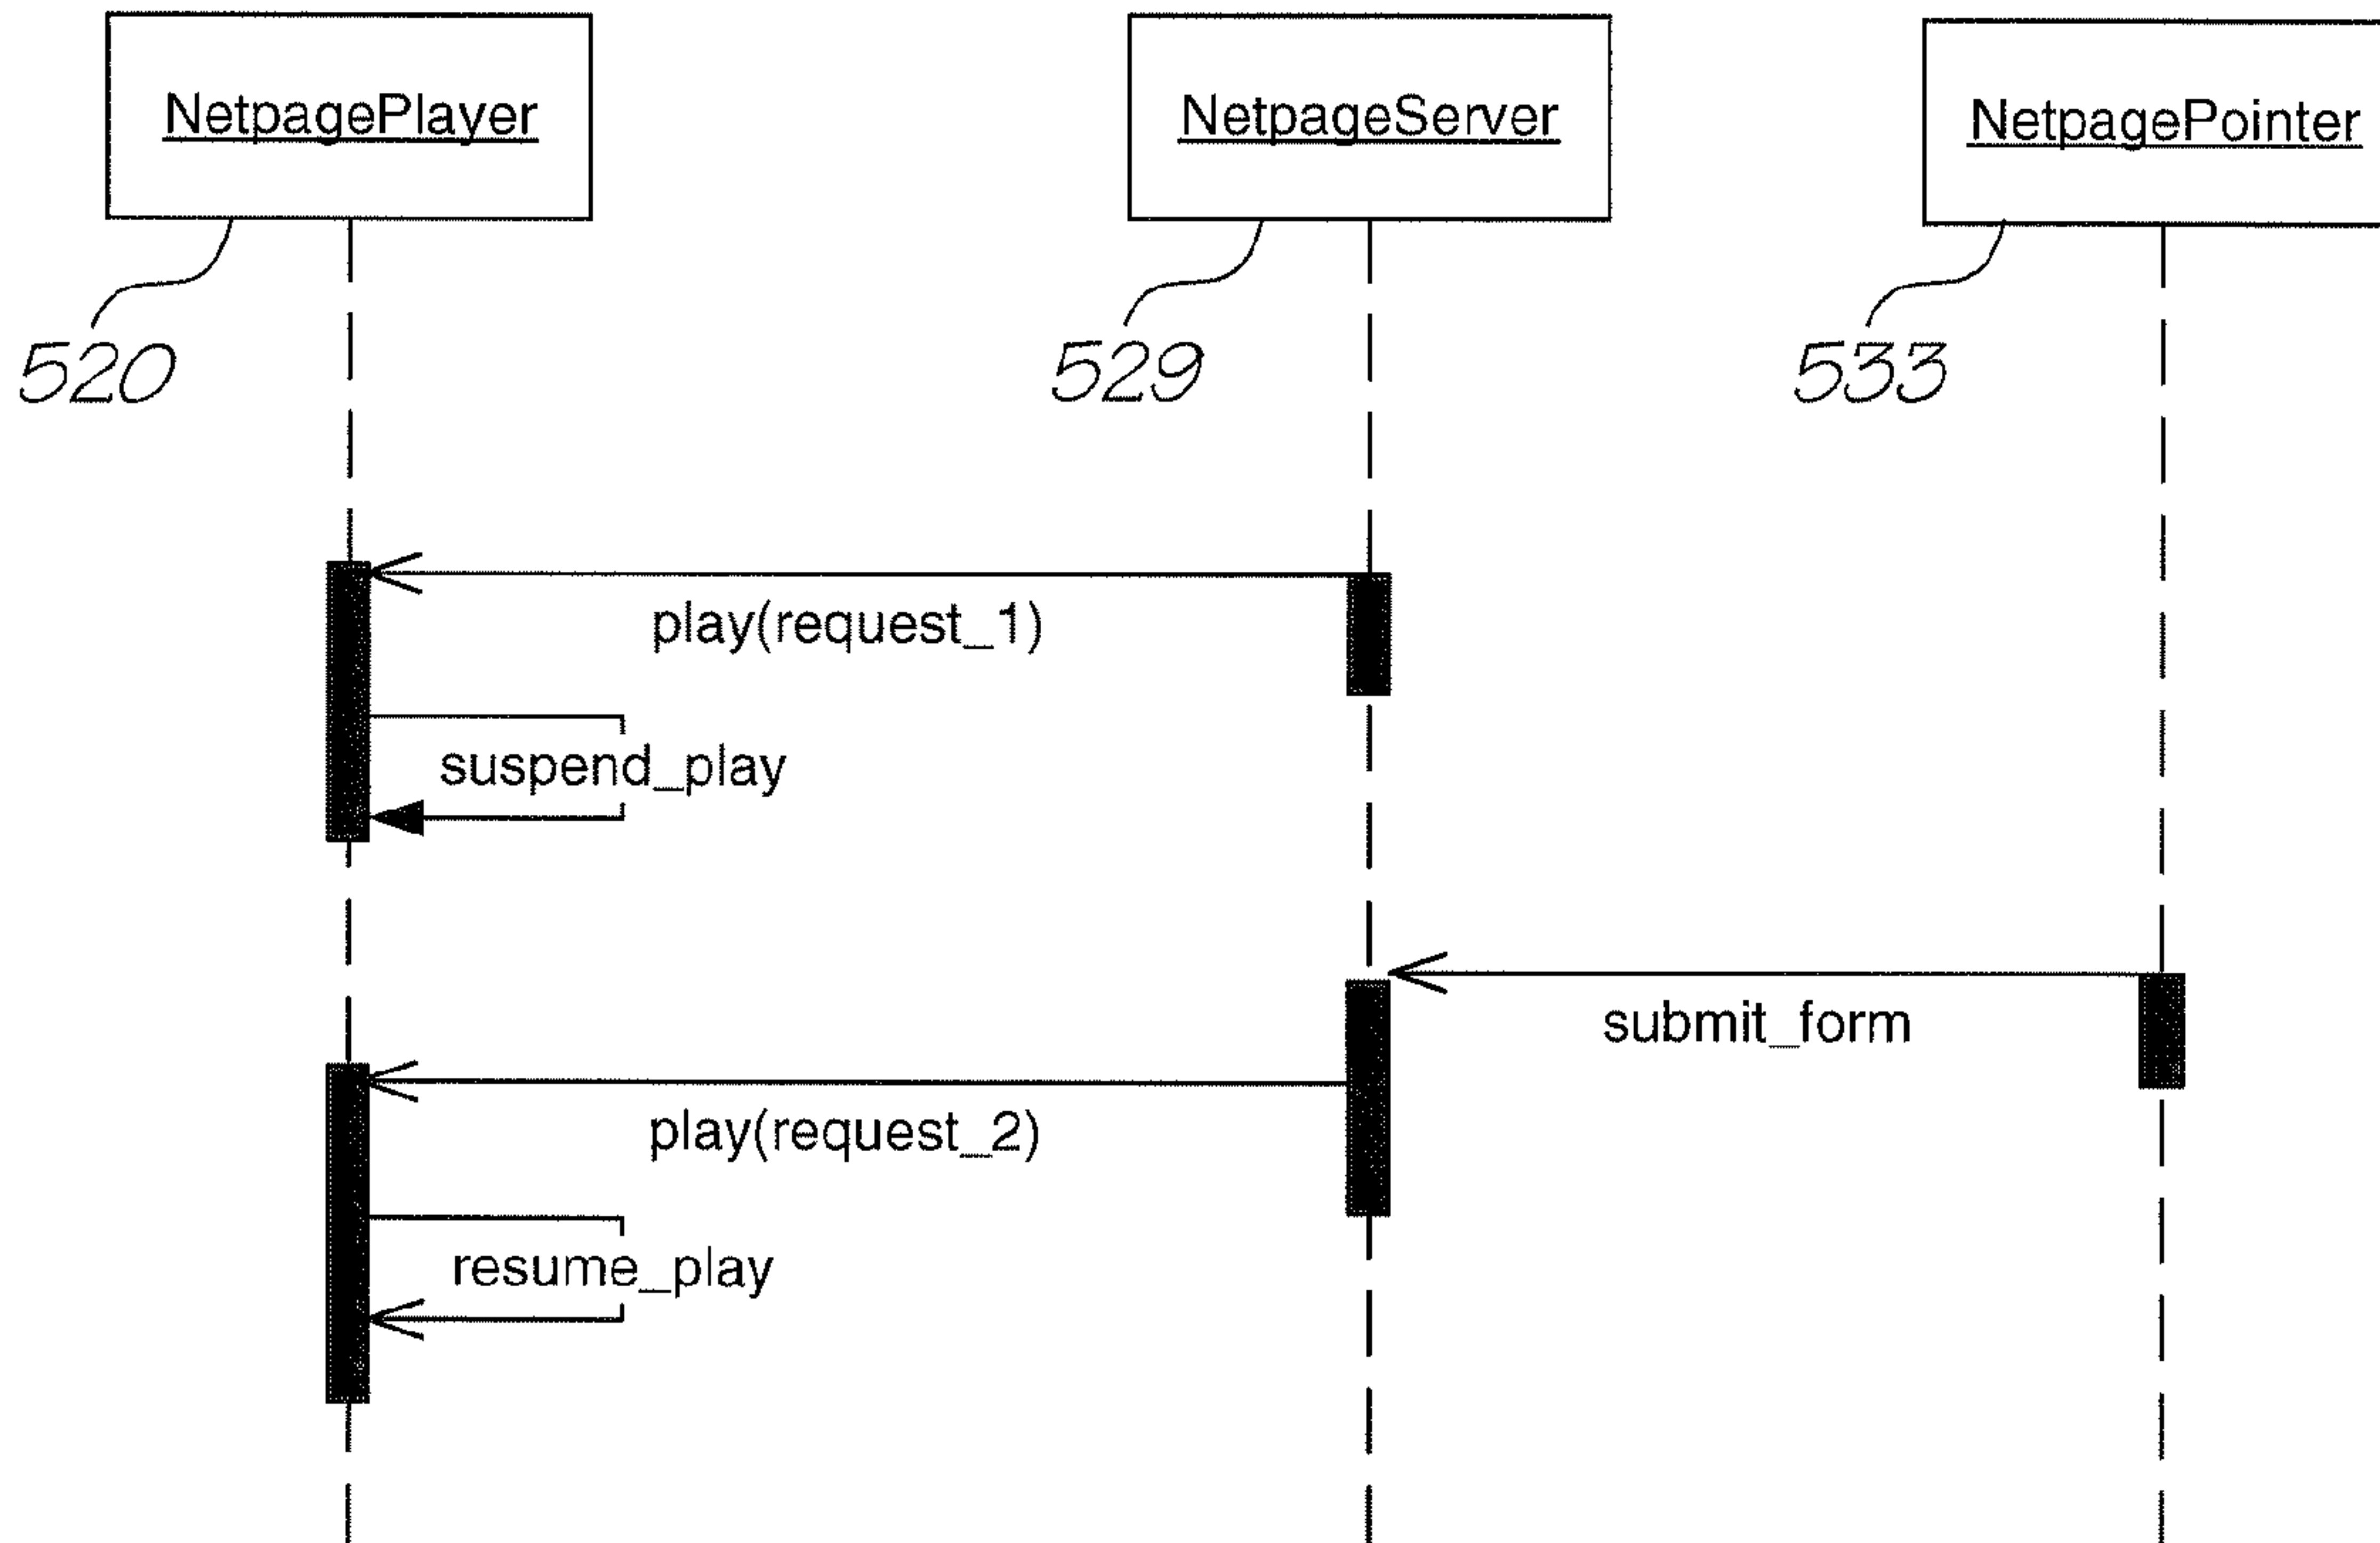 NetpagePlayer
NetpageServer
NetpagePointer
520
529
533
play(request_1)
suspend_play
submit_form
play(request_2)
resume_play